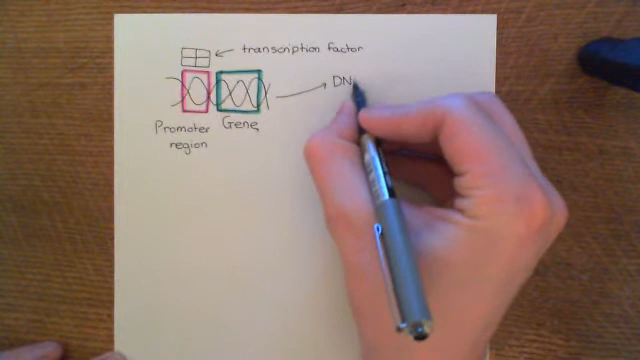 transcription factor
DN
Promoter Gene
region